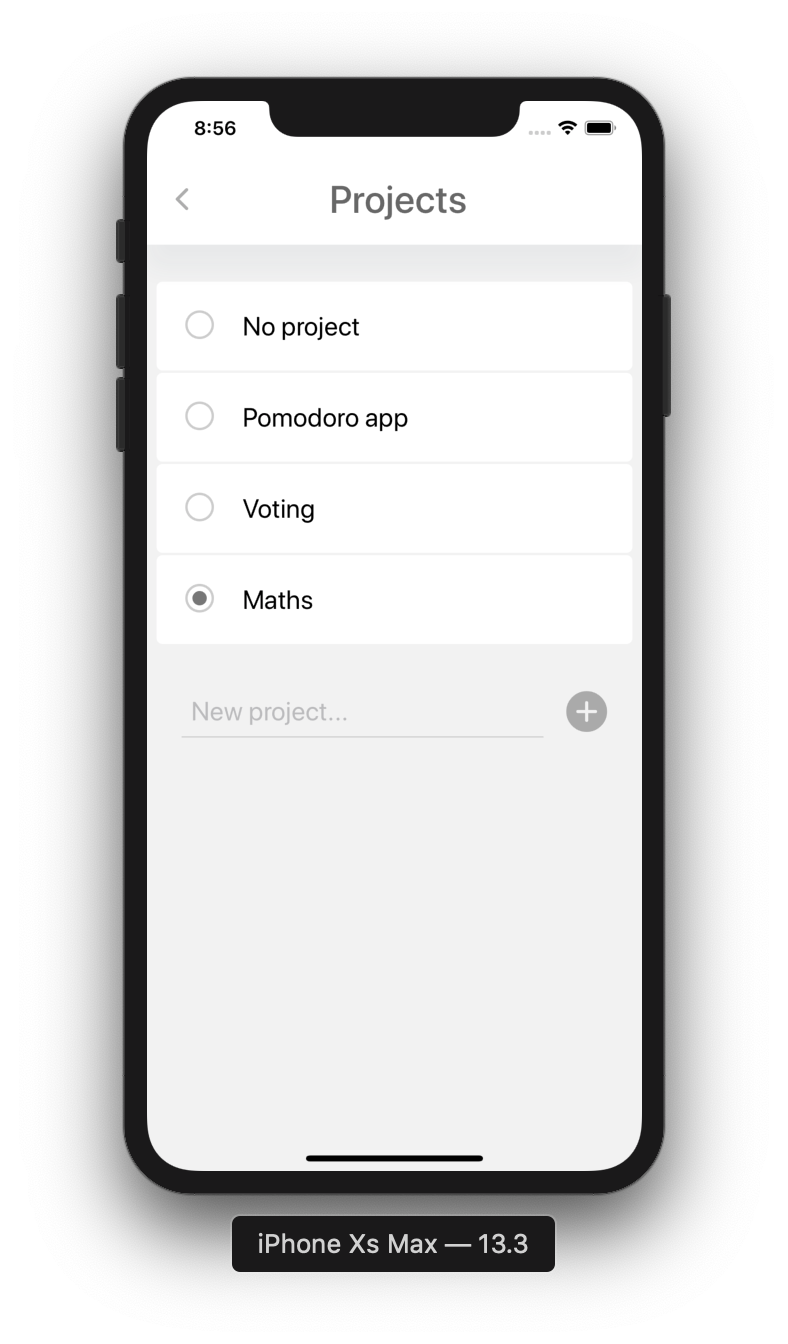 8:56
Projects
No project
Pomodoro app
Voting
Maths
New project...
iPhone Xs Max — 13.3